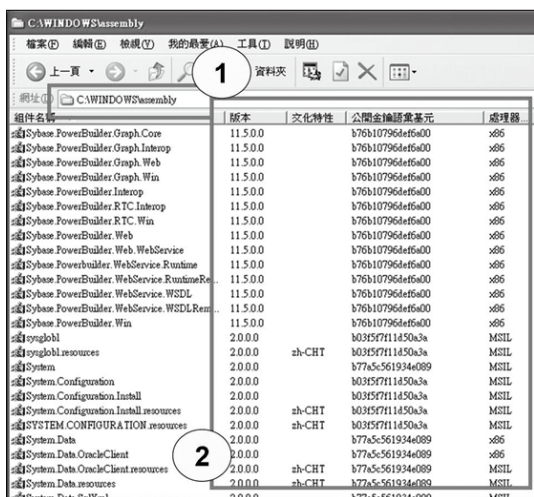 C:\WINDOWS\assembly
檔案(F) 編輯(E) 檢視(V) 我的最愛(A) 工具(T) 說明(H)
上一頁 資料夾
1
網址(D) C:\WINDOWS\assembly
組件名稱 版本 文化特性 公開金鑰語彙基元 處理器...
Sybase.PowerBuilder.Graph.Core 11.5.0.0 b76b10796def6a00 x86
Sybase.PowerBuilder.Graph.Interop 11.5.0.0 b76b10796def6a00 x86
Sybase.PowerBuilder.Graph.Web 11.5.0.0 b76b10796def6a00 x86
Sybase.PowerBuilder.Graph.Win 11.5.0.0 b76b10796def6a00 x86
Sybase.PowerBuilder.Interop 11.5.0.0 b76b10796def6a00 x86
Sybase.PowerBuilder.RTC.Interop 11.5.0.0 b76b10796def6a00 x86
Sybase.PowerBuilder.RTC.Win 11.5.0.0 b76b10796def6a00 x86
Sybase.PowerBuilder.Web 11.5.0.0 b76b10796def6a00 x86
Sybase.PowerBuilder.Web.WebService 11.5.0.0 b76b10796def6a00 x86
Sybase.Powerbuilder.WebService.Runtime 11.5.0.0 b76b10796def6a00 x86
Sybase.PowerBuilder.WebService.RuntimeRe... 11.5.0.0 b76b10796def6a00 x86
Sybase.PowerBuilder.WebService.WSDL 11.5.0.0 b76b10796def6a00 x86
Sybase.PowerBuilder.WebService.WSDLRem... 11.5.0.0 b76b10796def6a00 x86
Sybase.PowerBuilder.Win 11.5.0.0 b76b10796def6a00 x86
sysglobl 2.0.0.0 b03f5f7f11d50a3a MSIL
sysglobl.resources 2.0.0.0 zh-CHT b03f5f7f11d50a3a MSIL
System 2.0.0.0 b77a5c561934e089 MSIL
System.Configuration 2.0.0.0 b03f5f7f11d50a3a MSIL
System.Configuration.Install 2.0.0.0 b03f5f7f11d50a3a MSIL
System.Configuration.Install.resources 2.0.0.0 zh-CHT b03f5f7f11d50a3a MSIL
SYSTEM.CONFIGURATION.resources 2.0.0.0 zh-CHT b03f5f7f11d50a3a MSIL
System.Data 2.0.0.0 b77a5c561934e089 x86
System.Data.OracleClient 2.0.0.0 b77a5c561934e089 x86
2
System.Data.OracleClient.resources 2.0.0.0 zh-CHT b77a5c561934e089 MSIL
System.Data.resources 2.0.0.0 zh-CHT b77a5c561934e089 MSIL
System.Data.SqlXml 2.0.0.0 b77a5c561934e089 MSIL